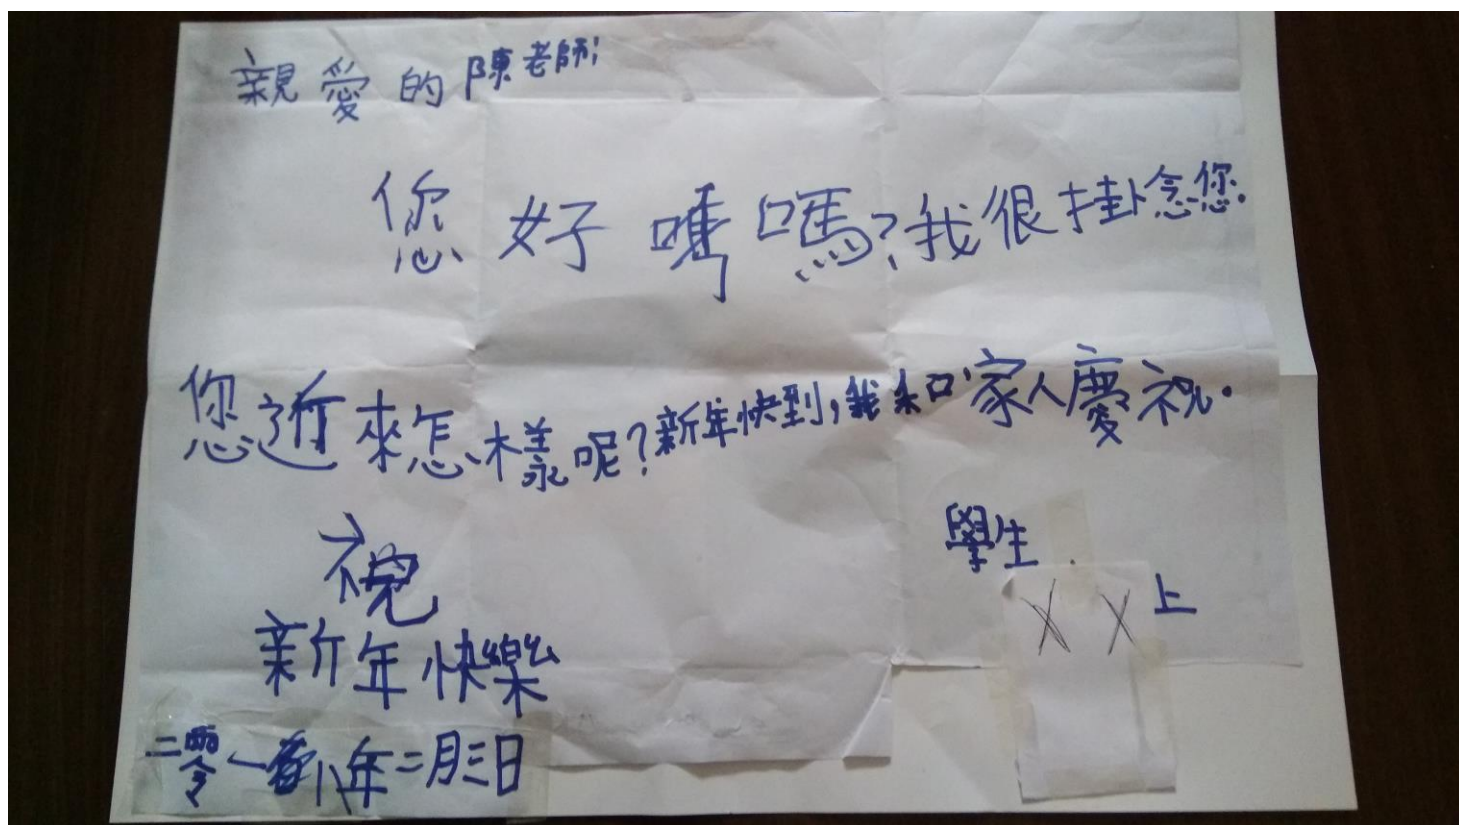 親愛的陳老師;
您好嗎嗎?我很掛念您.
您近來怎樣呢?新年快到,我和家人慶祝.
學生
X X上
祝
新年快樂
二零一八年二月三日